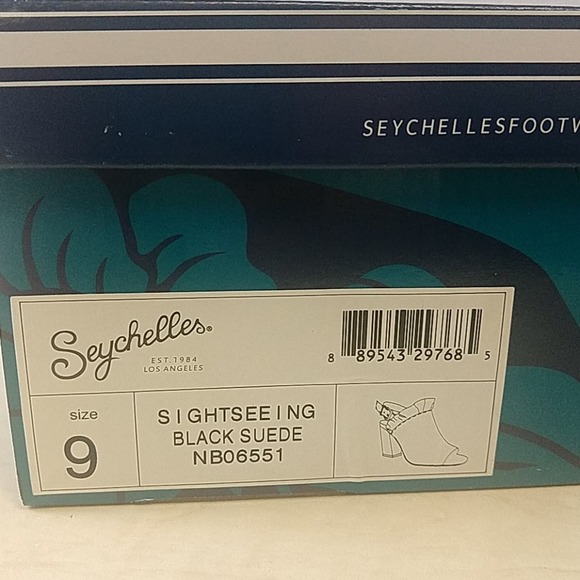 SEYCHELLESFOOTW
Seychelles®
EST. 1984
LOS ANGELES
8 89543 29768 5
size
9
SIGHTSEEING
BLACK SUEDE
NB06551